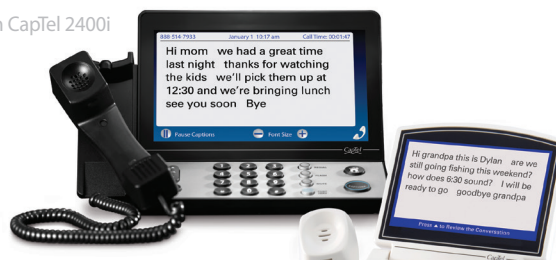 CapTel 2400i
888-514-7933 January 1 10:17 am Call Time: 00:01:47
Hi mom we had a great time
last night thanks for watching
the kids we'll pick them up at
12:30 and we're bringing lunch
see you soon Bye
Pause Captions Font Size
CapTel
Hi grandpa this is Dylan are we
still going fishing this weekend?
how does 6:30 sound? I will be
ready to go goodbye grandpa
Press ▲ to Review the Conversation
CapTel